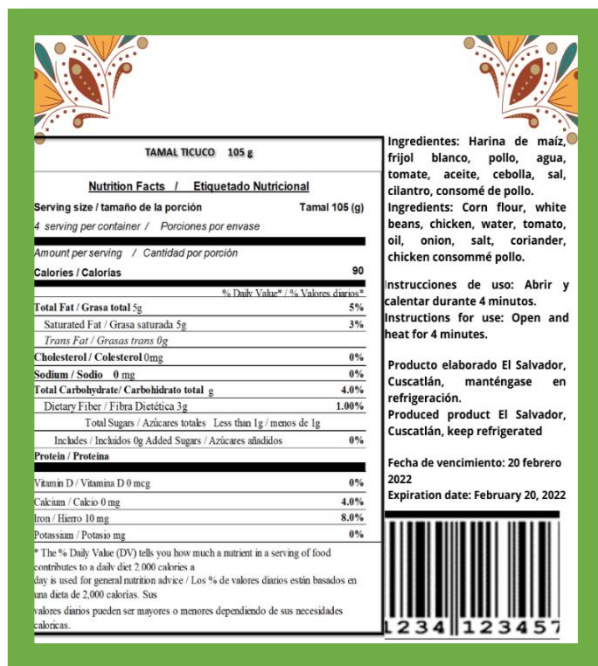 TAMAL TICUCO 105 g
Nutrition Facts / Etiquetado Nutricional
Serving size / tamaño de la porción Tamal 105 (g)
4 serving per container / Porciones por envase
Amount per serving / Cantidad por porción
Calories / Calorías 90
% Daily Value* / % Valores diarios*
Total Fat / Grasa total 5g 5%
Saturated Fat / Grasa saturada 5g 3%
Trans Fat / Grasas trans 0g
Cholesterol / Colesterol 0mg 0%
Sodium / Sodio 0 mg 0%
Total Carbohydrate/ Carbohidrato total g 4.0%
Dietary Fiber / Fibra Dietética 3g 1.00%
Total Sugars / Azúcares totales Less than 1g / menos de 1g
Includes / Incluidos 0g Added Sugars / Azúcares añadidos 0%
Protein / Proteína
Vitamin D / Vitamina D 0 mcg 0%
Calcium / Calcio 0 mg 4.0%
Iron / Hierro 10 mg 8.0%
Potassium / Potasio mg 0%
* The % Daily Value (DV) tells you how much a nutrient in a serving of food
contributes to a daily diet 2.000 calories a
day is used for general nutrition advice / Los % de valores diarios están basados en
una dieta de 2,000 calorías. Sus
valores diarios pueden ser mayores o menores dependiendo de sus necesidades
caloricas.
Ingredientes: Harina de maíz,
frijol blanco, pollo, agua,
tomate, aceite, cebolla, sal,
cilantro, consomé de pollo.
Ingredients: Corn flour, white
beans, chicken, water, tomato,
oil, onion, salt, coriander,
chicken consommé pollo.
Instrucciones de uso: Abrir y
calentar durante 4 minutos.
Instructions for use: Open and
heat for 4 minutes.
Producto elaborado El Salvador,
Cuscatlán, manténgase en
refrigeración.
Produced product El Salvador,
Cuscatlán, keep refrigerated
Fecha de vencimiento: 20 febrero
2022
Expiration date: February 20, 2022
1234 123457